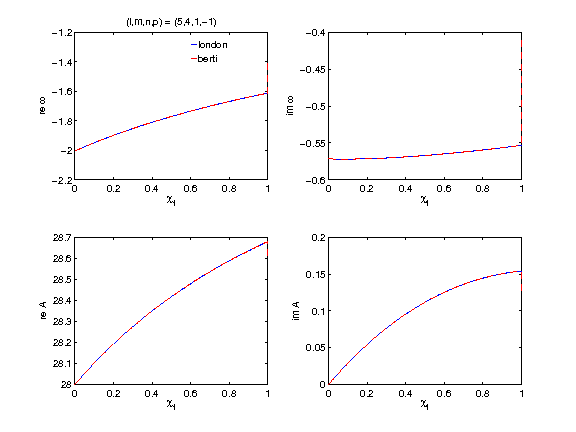 (l,m,n,p) = (5,4,1,−1)
−1.2
−1.4
−1.6
−1.8
−2
−2.2
re ω
0 0.2 0.4 0.6 0.8 1
χf
london
berti
−0.4
−0.45
−0.5
−0.55
−0.6
im ω
0 0.2 0.4 0.6 0.8 1
χf
28.7
28.6
28.5
28.4
28.3
28.2
28.1
28
re A
0 0.2 0.4 0.6 0.8 1
χf
0.2
0.15
0.1
0.05
0
im A
0 0.2 0.4 0.6 0.8 1
χf